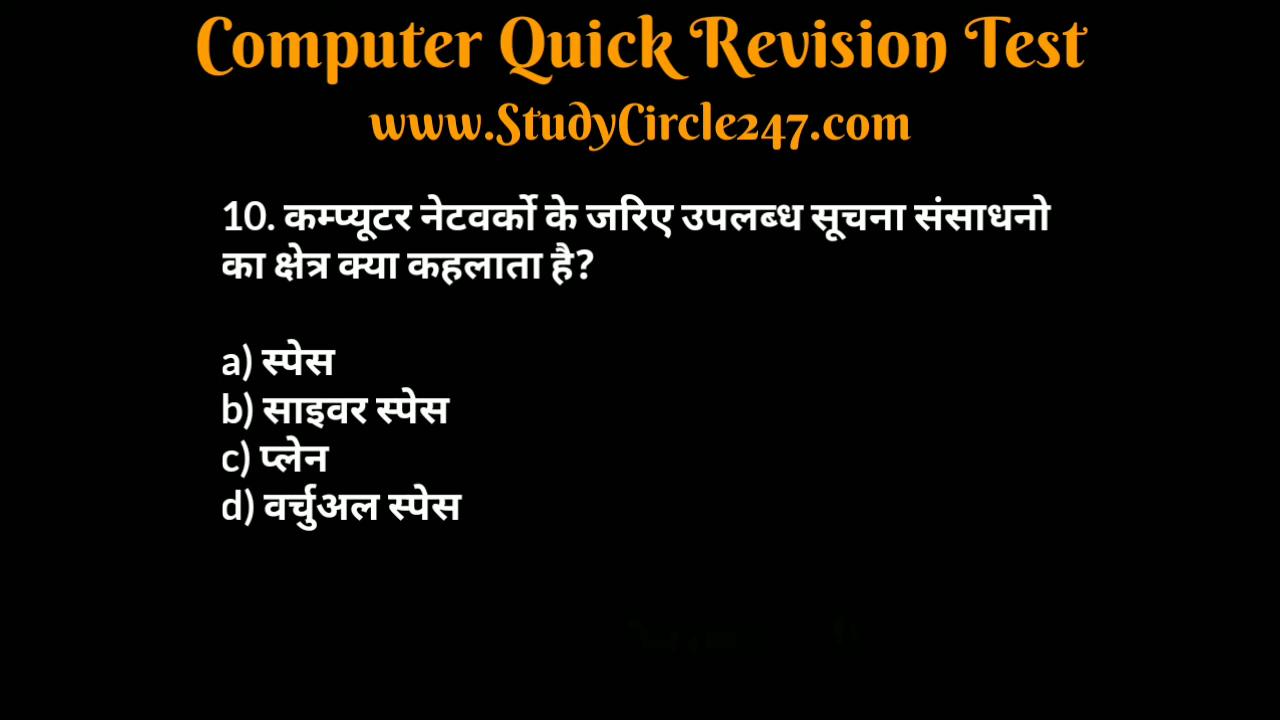 Computer Quick Revision Test
www.StudyCircle247.com
10. कम्प्यूटर नेटवर्को के जरिए उपलब्ध सूचना संसाधनो
का क्षेत्र क्या कहलाता है?
a) स्पेस
b) साइवर स्पेस
c) प्लेन
d) वर्चुअल स्पेस